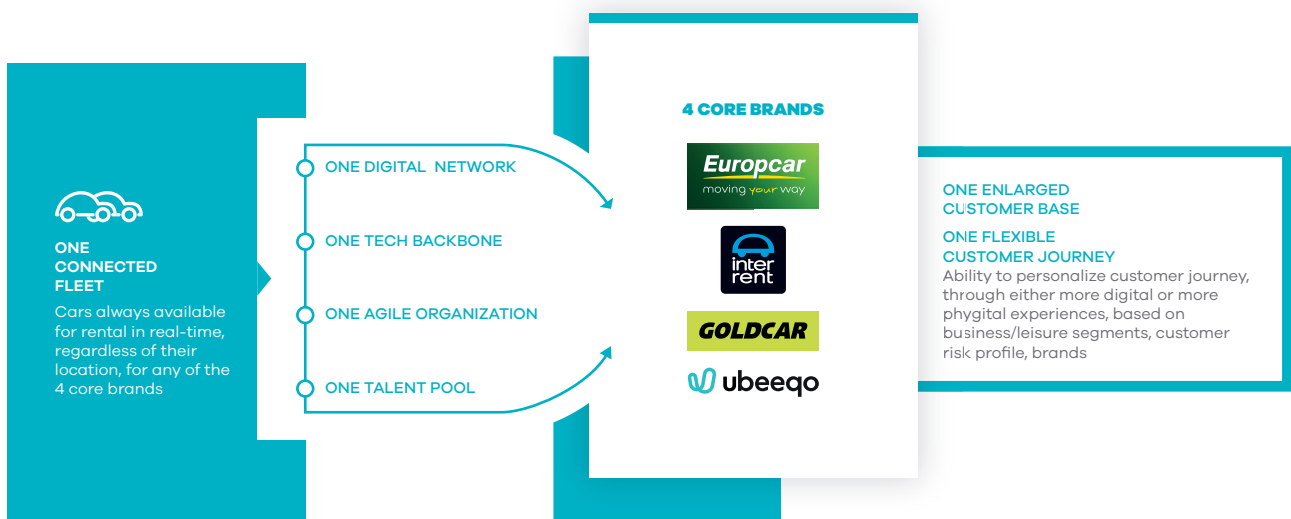 ONE
CONNECTED
FLEET
Cars always available
for rental in real-time,
regardless of their
location, for any of the
4 core brands
ONE DIGITAL NETWORK
ONE TECH BACKBONE
ONE AGILE ORGANIZATION
ONE TALENT POOL
4 CORE BRANDS
Europcar
moving your way
inter
rent
GOLDCAR
ubeeqo
ONE ENLARGED
CUSTOMER BASE
ONE FLEXIBLE
CUSTOMER JOURNEY
Ability to personalize customer journey,
through either more digital or more
phygital experiences, based on
business/leisure segments, customer
risk profile, brands